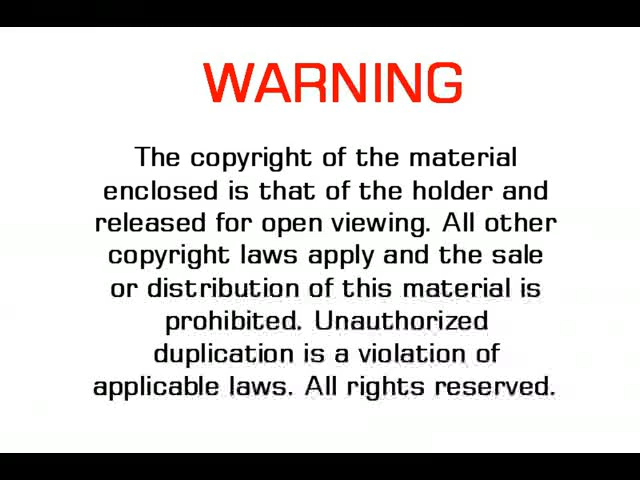 WARNING
The copyright of the material
enclosed is that of the holder and
released for open viewing. All other
copyright laws apply and the sale
or distribution of this material is
prohibited. Unauthorized
duplication is a violation of
applicable laws. All rights reserved.